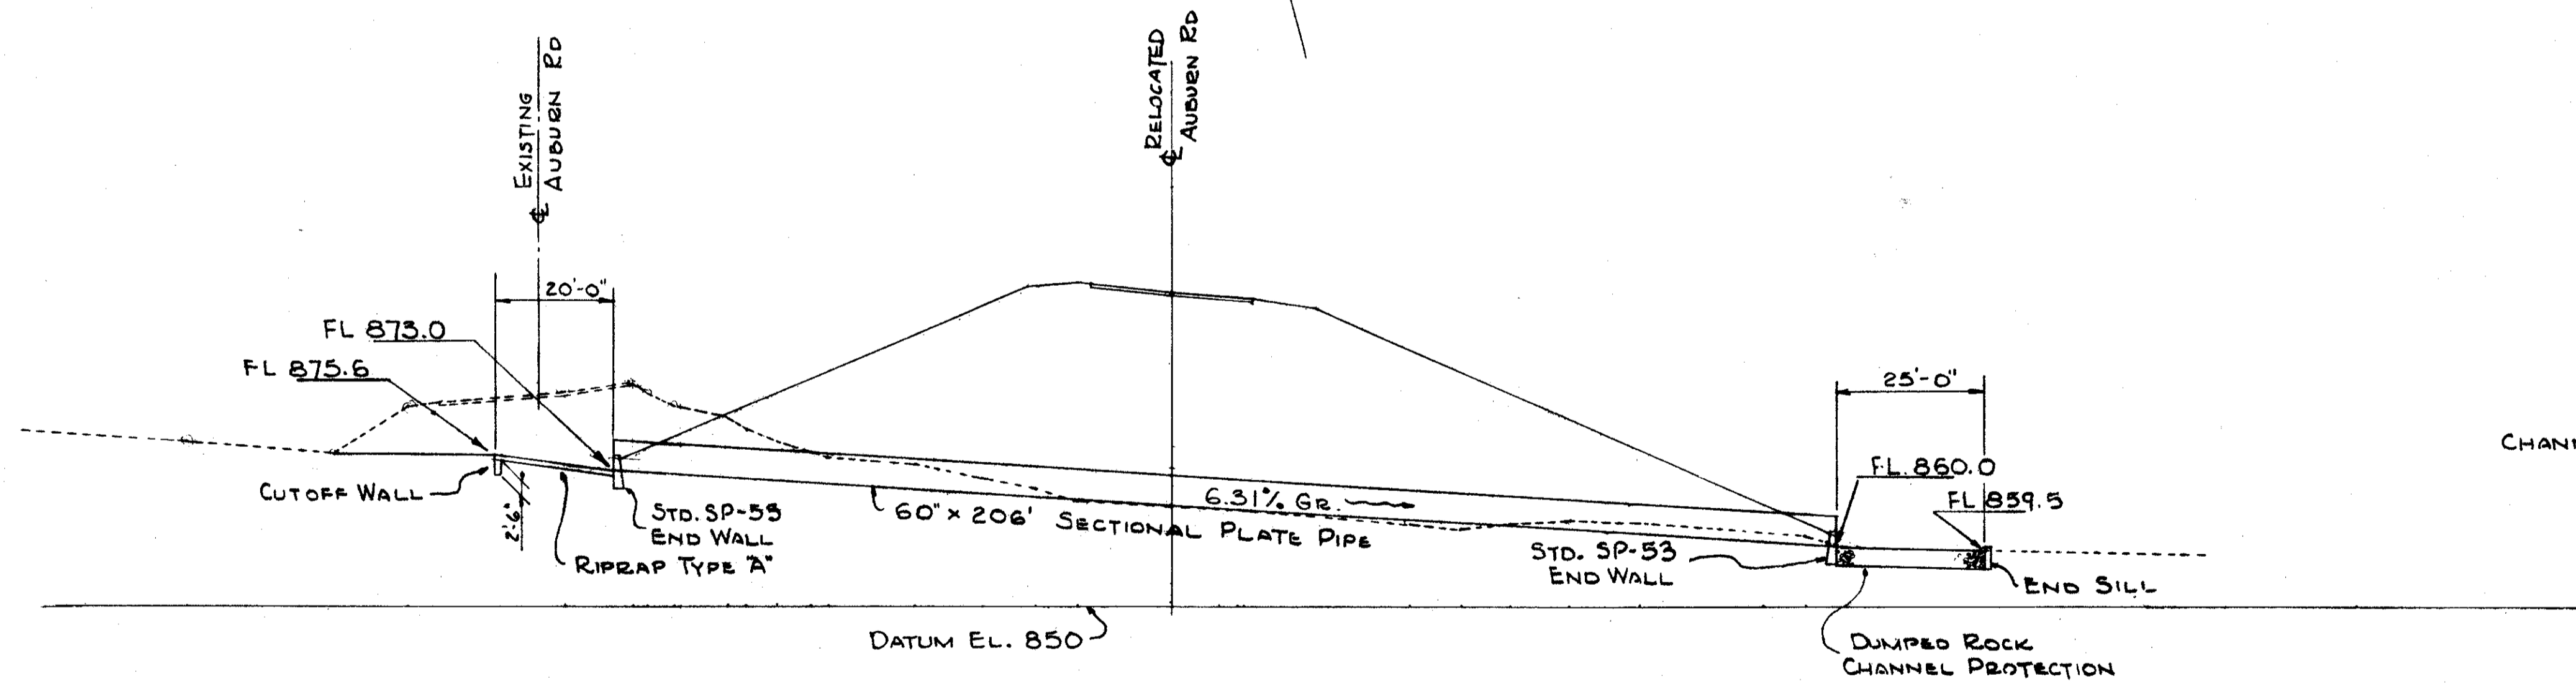 EXISTING
℄ AUBURN RD
RELOCATED
℄ AUBURN RD
20'-0"
FL 873.0
FL 875.6
CUTOFF WALL
2'6"
STD. SP-53
END WALL
RIPRAP TYPE "A"
6.31% GR.
60" x 206' SECTIONAL PLATE PIPE
25'-0"
FL. 860.0
FL 859.5
STD. SP-53
END WALL
END SILL
DUMPED ROCK
CHANNEL PROTECTION
DATUM EL. 850